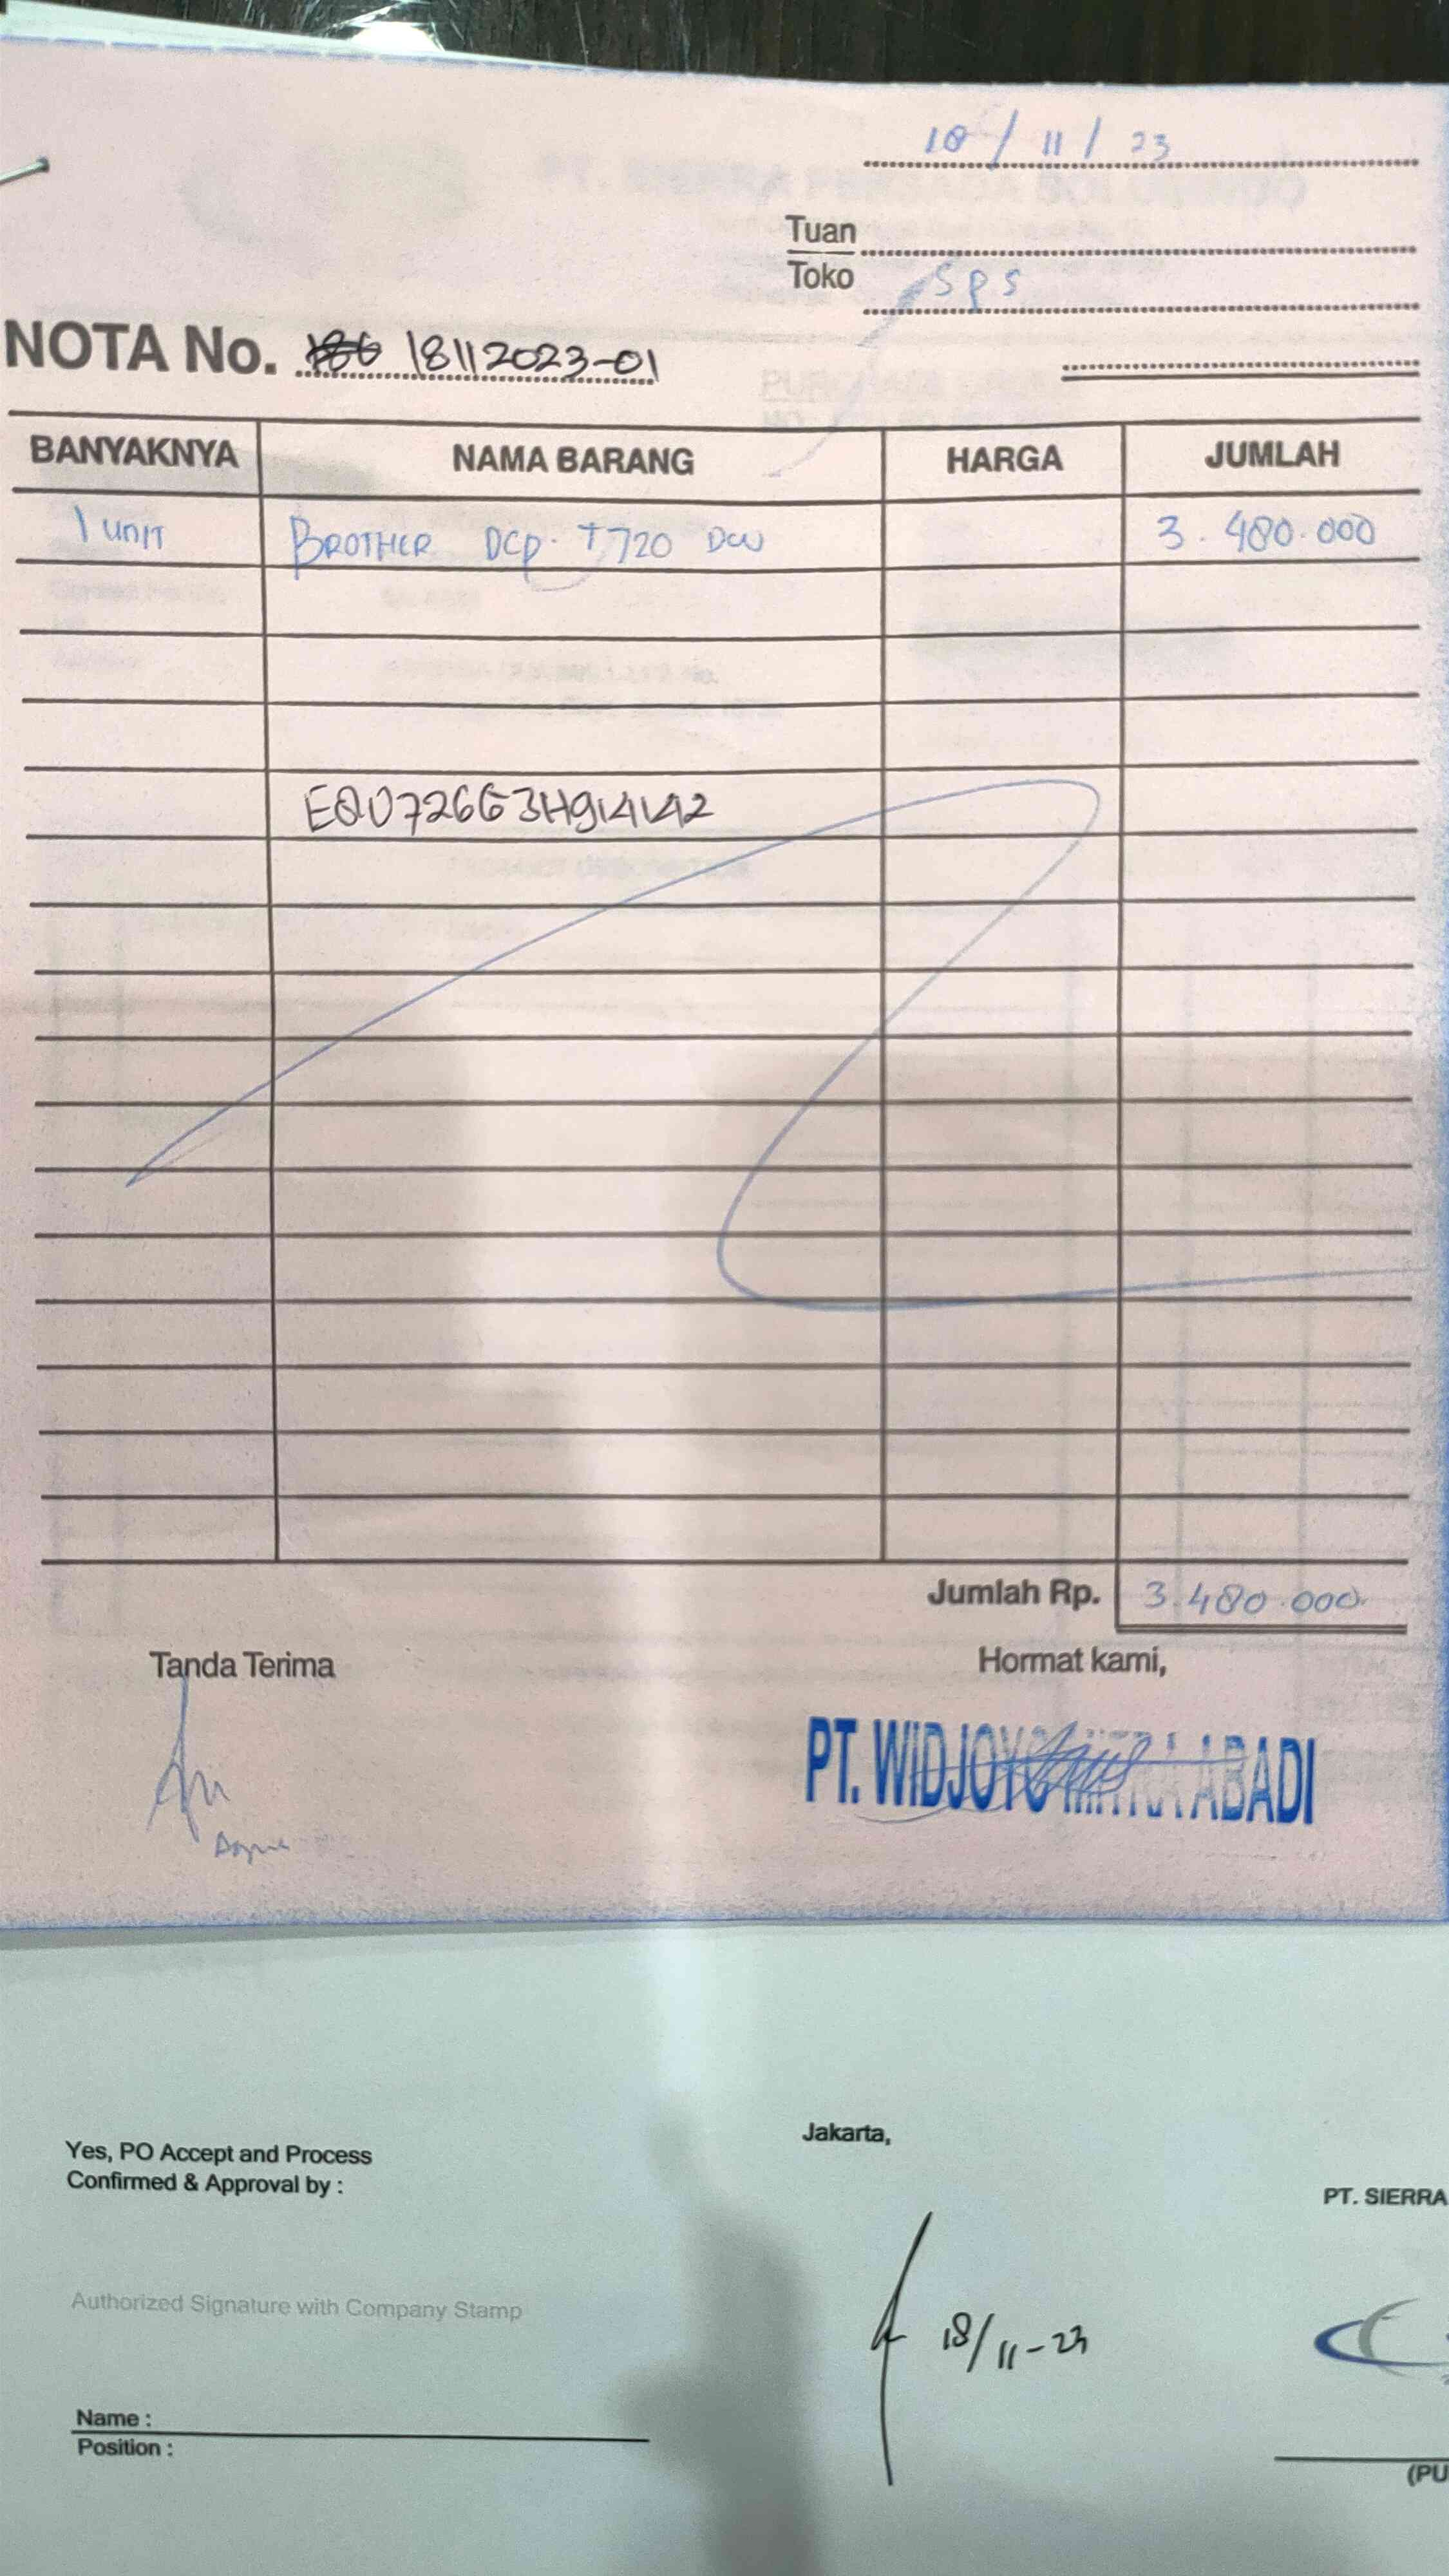 18/11/23
Tuan
Toko SPS
NOTA No. 18112023-01
BANYAKNYA NAMA BARANG HARGA JUMLAH
1 UNIT BROTHER DCP. T720 DW 3.480.000
EQU72663H914142
Jumlah Rp. 3.480.000
Tanda Terima Hormat kami,
PT. WIDJOYO MITRA ABADI
Jakarta,
Yes, PO Accept and Process
Confirmed & Approval by :
PT. SIERRA
Authorized Signature with Company Stamp
18/11-23
Name :
Position :
(PU